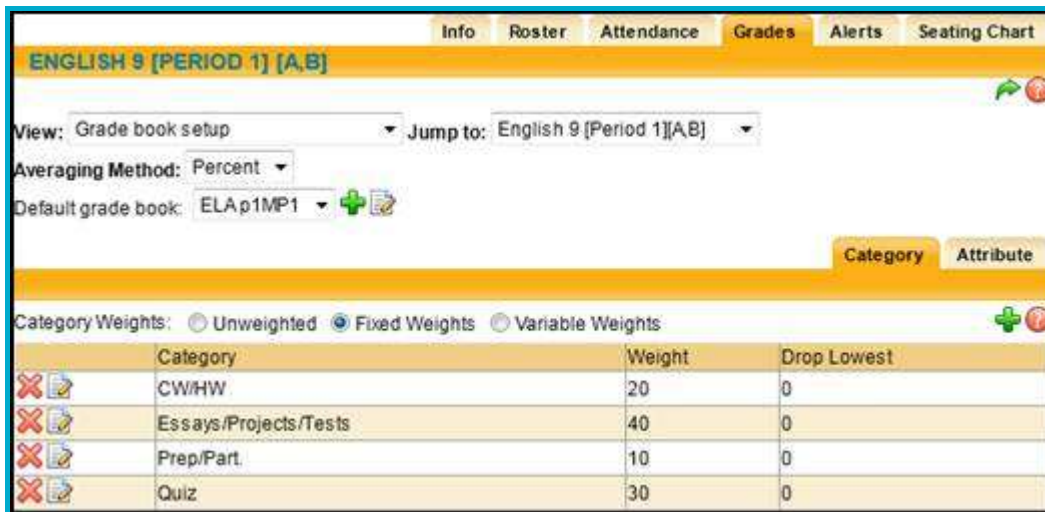 Info Roster Attendance Grades Alerts Seating Chart
ENGLISH 9 [PERIOD 1] [A,B]
View: Grade book setup Jump to: English 9 [Period 1][A,B]
Averaging Method: Percent
Default grade book: ELAp1MP1
Category Attribute
Category Weights: Unweighted Fixed Weights Variable Weights
Category Weight Drop Lowest
CW/HW 20 0
Essays/Projects/Tests 40 0
Prep/Part. 10 0
Quiz 30 0